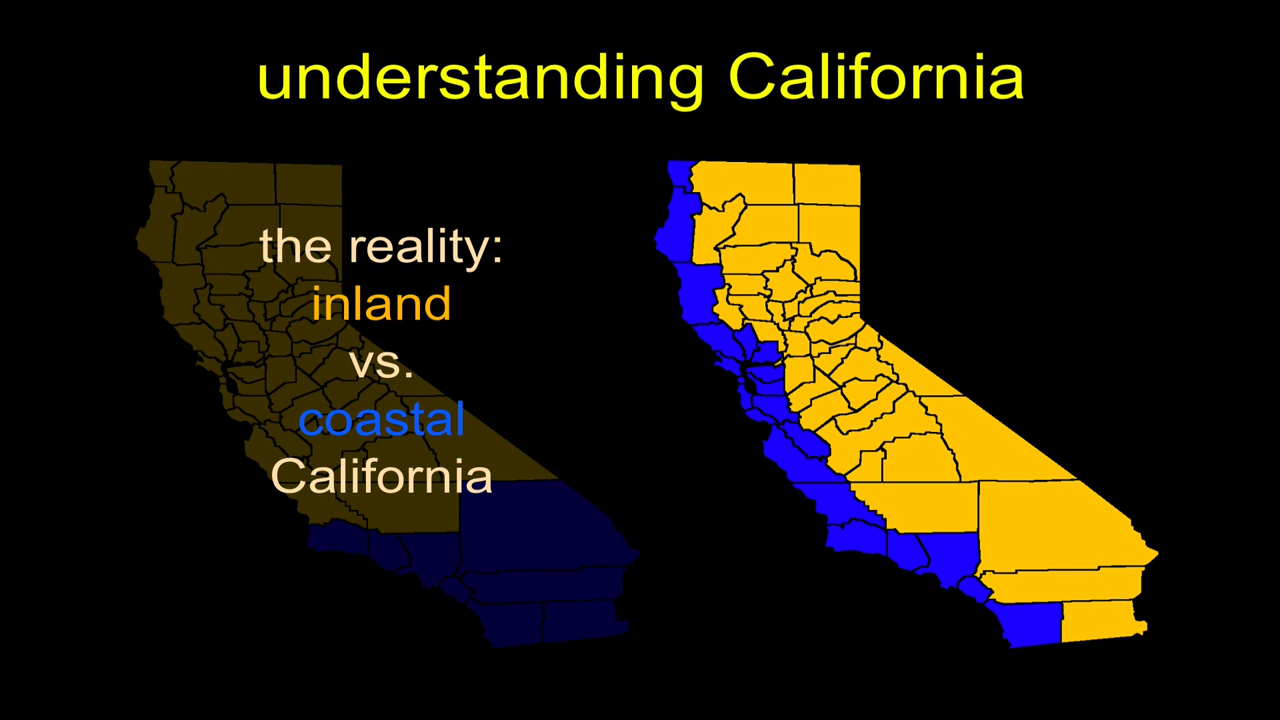 understanding California
the reality:
inland
vs.
coastal
California